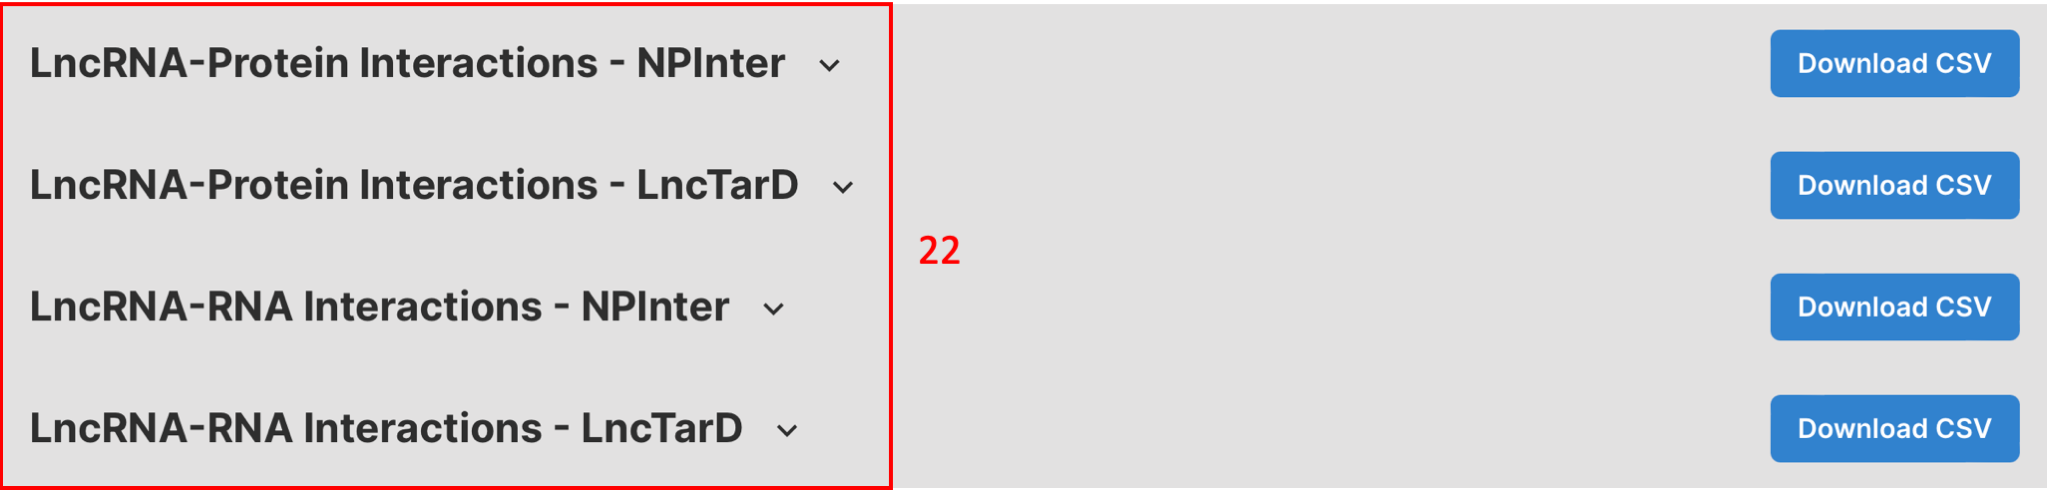 LncRNA-Protein Interactions - NPInter Download CSV
LncRNA-Protein Interactions - LncTarD Download CSV
22
LncRNA-RNA Interactions - NPInter Download CSV
LncRNA-RNA Interactions - LncTarD Download CSV